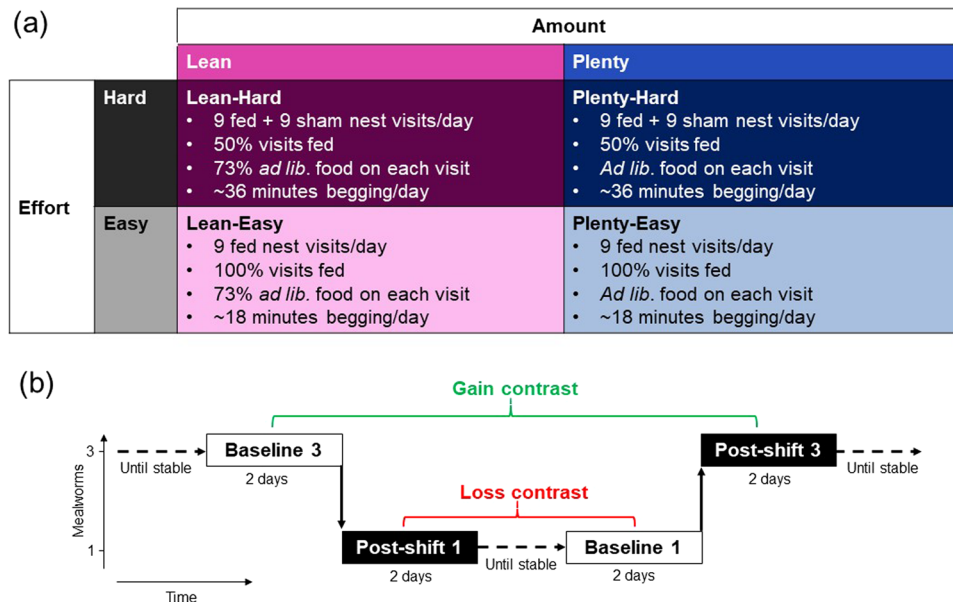 (a)
Amount
Lean
Plenty
Effort
Hard
Lean-Hard
• 9 fed + 9 sham nest visits/day
• 50% visits fed
• 73% ad lib. food on each visit
• ~36 minutes begging/day
Plenty-Hard
• 9 fed + 9 sham nest visits/day
• 50% visits fed
• Ad lib. food on each visit
• ~36 minutes begging/day
Easy
Lean-Easy
• 9 fed nest visits/day
• 100% visits fed
• 73% ad lib. food on each visit
• ~18 minutes begging/day
Plenty-Easy
• 9 fed nest visits/day
• 100% visits fed
• Ad lib. food on each visit
• ~18 minutes begging/day
(b)
Gain contrast
Mealworms
3
Until stable
Baseline 3
2 days
Post-shift 3
2 days
Until stable
Loss contrast
1
Post-shift 1
2 days
Until stable
Baseline 1
2 days
Time